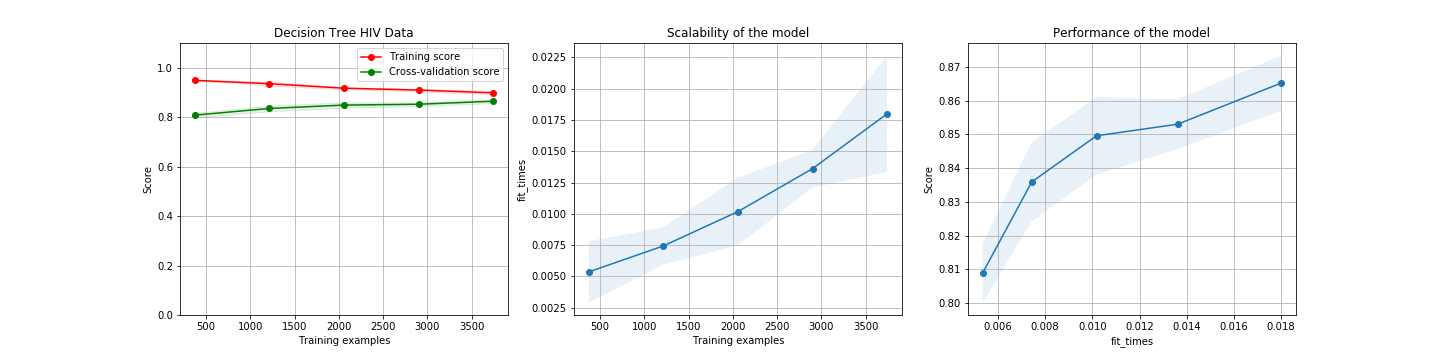 Decision Tree HIV Data
Training score
Cross-validation score
1.0
0.8
0.6
0.4
0.2
0.0
Score
500 1000 1500 2000 2500 3000 3500
Training examples
Scalability of the model
0.0225
0.0200
0.0175
0.0150
0.0125
0.0100
0.0075
0.0050
0.0025
fit_times
500 1000 1500 2000 2500 3000 3500
Training examples
Performance of the model
0.87
0.86
0.85
0.84
0.83
0.82
0.81
0.80
Score
0.006 0.008 0.010 0.012 0.014 0.016 0.018
fit_times